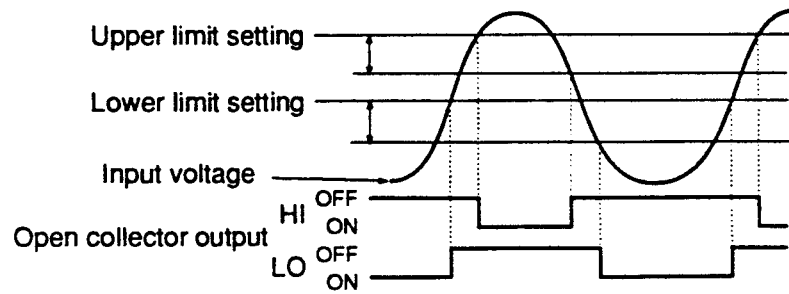 Upper limit setting
Lower limit setting
Input voltage
Open collector output
HI
OFF
ON
LO
OFF
ON